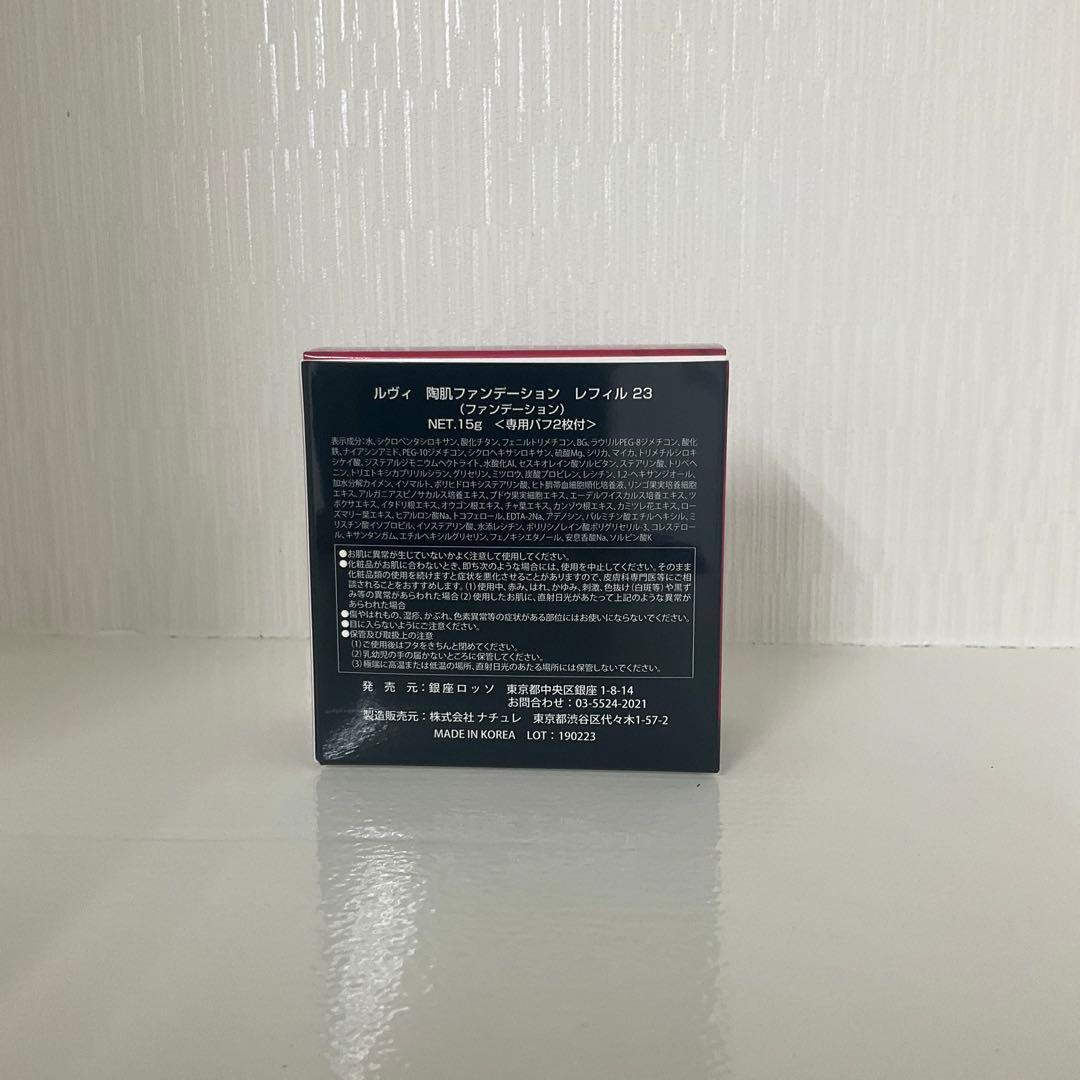 ルヴィ 陶肌ファンデーション レフィル 23
(ファンデーション)
NET.15g <専用パフ2枚付>
表示成分:水、シクロペンタシロキサン、酸化チタン、フェニルトリメチコン、BG、ラウリルPEG-8ジメチコン、酸化
鉄、ナイアシンアミド、PEG-10ジメチコン、シクロヘキサシロキサン、硫酸Mg、シリカ、マイカ、トリメチルシロキ
シケイ酸、ジステアルジモニウムヘクトライト、水酸化Al、セスキオレイン酸ソルビタン、ステアリン酸、トリベヘ
ニン、トリエトキシカプリリルシラン、グリセリン、ミツロウ、炭酸プロピレン、レシチン、1,2-ヘキサンジオール、
加水分解カイメン、イソマルト、ポリヒドロキシステアリン酸、ヒト臍帯血細胞順化培養液、リンゴ果実培養細胞
エキス、アルガニアスピノサカルス培養エキス、ブドウ果実細胞エキス、エーデルワイスカルス培養エキス、ツ
ボクサエキス、イタドリ根エキス、オウゴン根エキス、チャ葉エキス、カンゾウ根エキス、カミツレ花エキス、ロー
ズマリー葉エキス、ヒアルロン酸Na、トコフェロール、EDTA-2Na、アデノシン、パルミチン酸エチルヘキシル、ミ
リスチン酸イソプロピル、イソステアリン酸、水添レシチン、ポリリシノレイン酸ポリグリセリル-3、コレステロー
ル、キサンタンガム、エチルヘキシルグリセリン、フェノキシエタノール、安息香酸Na、ソルビン酸K
●お肌に異常が生じていないかよく注意して使用してください。
●化粧品がお肌に合わないとき、即ち次のような場合には、使用を中止してください。そのまま
化粧品類の使用を続けますと症状を悪化させることがありますので、皮膚科専門医等にご相
談されることをおすすめします。(1)使用中、赤み、はれ、かゆみ、刺激、色抜け(白斑等)や黒ず
み等の異常があらわれた場合(2)使用したお肌に、直射日光があたって上記のような異常が
あらわれた場合
●傷やはれもの、湿疹、かぶれ、色素異常等の症状がある部位にはお使いにならないでください。
●目に入らないようにご注意ください。
●保管及び取扱上の注意
(1)ご使用後はフタをきちんと閉めてください。
(2)乳幼児の手の届かないところに保管してください。
(3)極端に高温または低温の場所、直射日光のあたる場所には保管しないでください。
発 売 元:銀座ロッソ 東京都中央区銀座1-8-14
お問合わせ:03-5524-2021
製造販売元:株式会社ナチュレ 東京都渋谷区代々木1-57-2
MADE IN KOREA LOT:190223